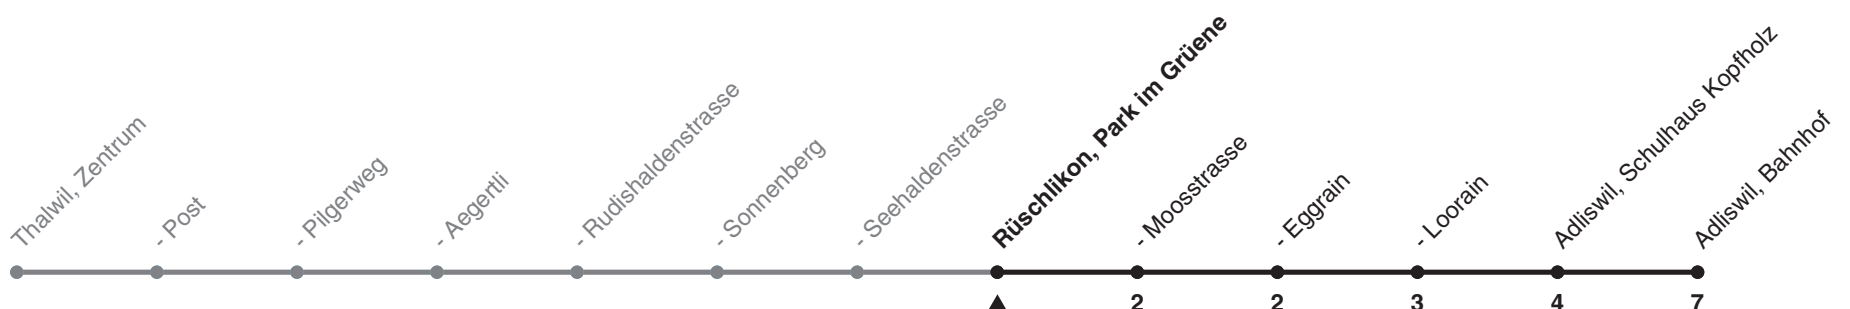 Thalwil, Zentrum
- Post
- Pilgerweg
- Aegertli
- Rudishaldenstrasse
- Sonnenberg
- Seehaldenstrasse
Rüschlikon, Park im Grüene
- Moosstrasse
- Eggrain
- Loorain
Adliswil, Schulhaus Kopfholz
Adliswil, Bahnhof
2 2 3 4 7